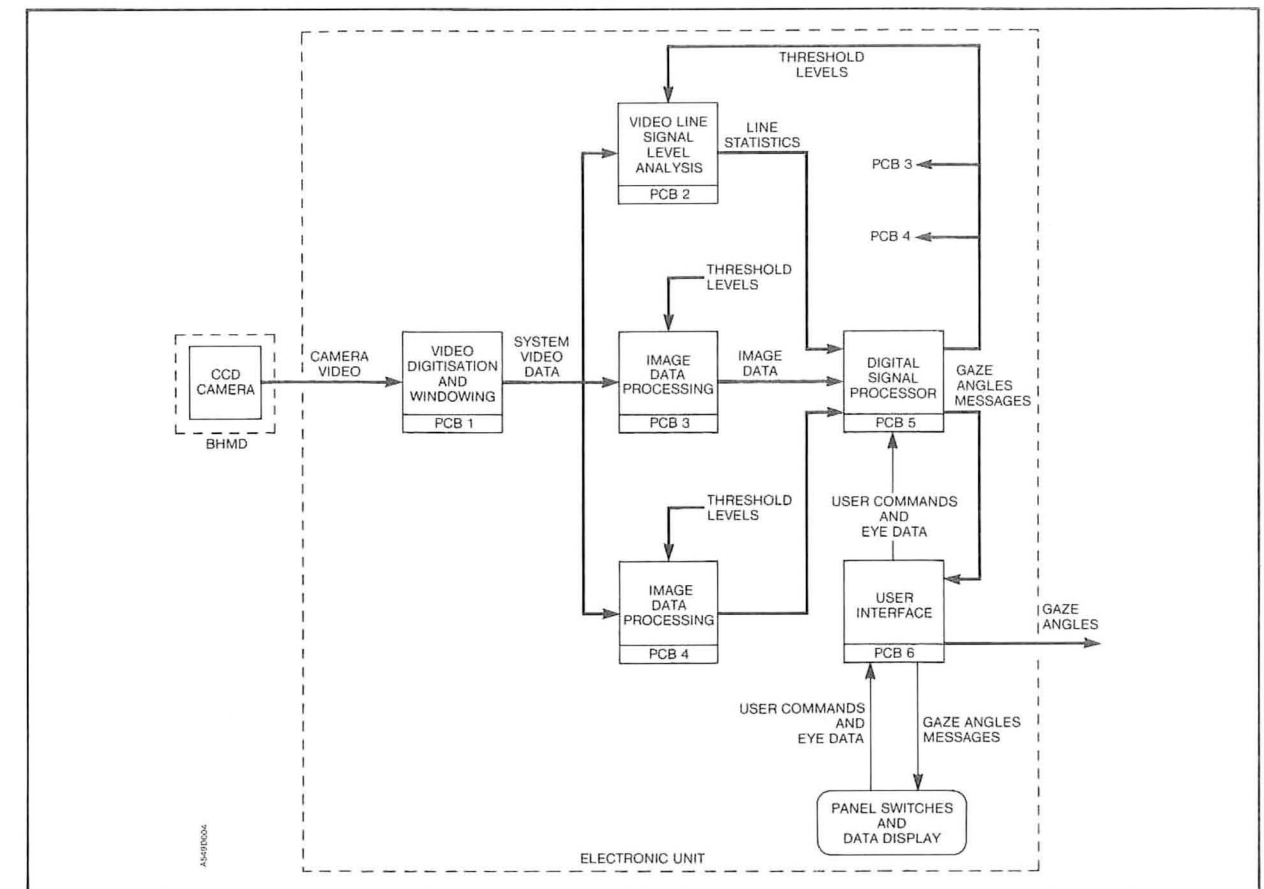 THRESHOLD
LEVELS
VIDEO LINE
SIGNAL
LEVEL
ANALYSIS
PCB 2
LINE
STATISTICS
PCB 3
PCB 4
THRESHOLD
LEVELS
CCD
CAMERA
BHMD
CAMERA
VIDEO
VIDEO
DIGITISATION
AND
WINDOWING
PCB 1
SYSTEM
VIDEO
DATA
IMAGE
DATA
PROCESSING
PCB 3
IMAGE
DATA
DIGITAL
SIGNAL
PROCESSOR
PCB 5
GAZE
ANGLES
MESSAGES
THRESHOLD
LEVELS
IMAGE
DATA
PROCESSING
PCB 4
USER COMMANDS
AND
EYE DATA
USER
INTERFACE
PCB 6
GAZE
ANGLES
USER COMMANDS
AND
EYE DATA
GAZE ANGLES
MESSAGES
PANEL SWITCHES
AND
DATA DISPLAY
ELECTRONIC UNIT
A549D004